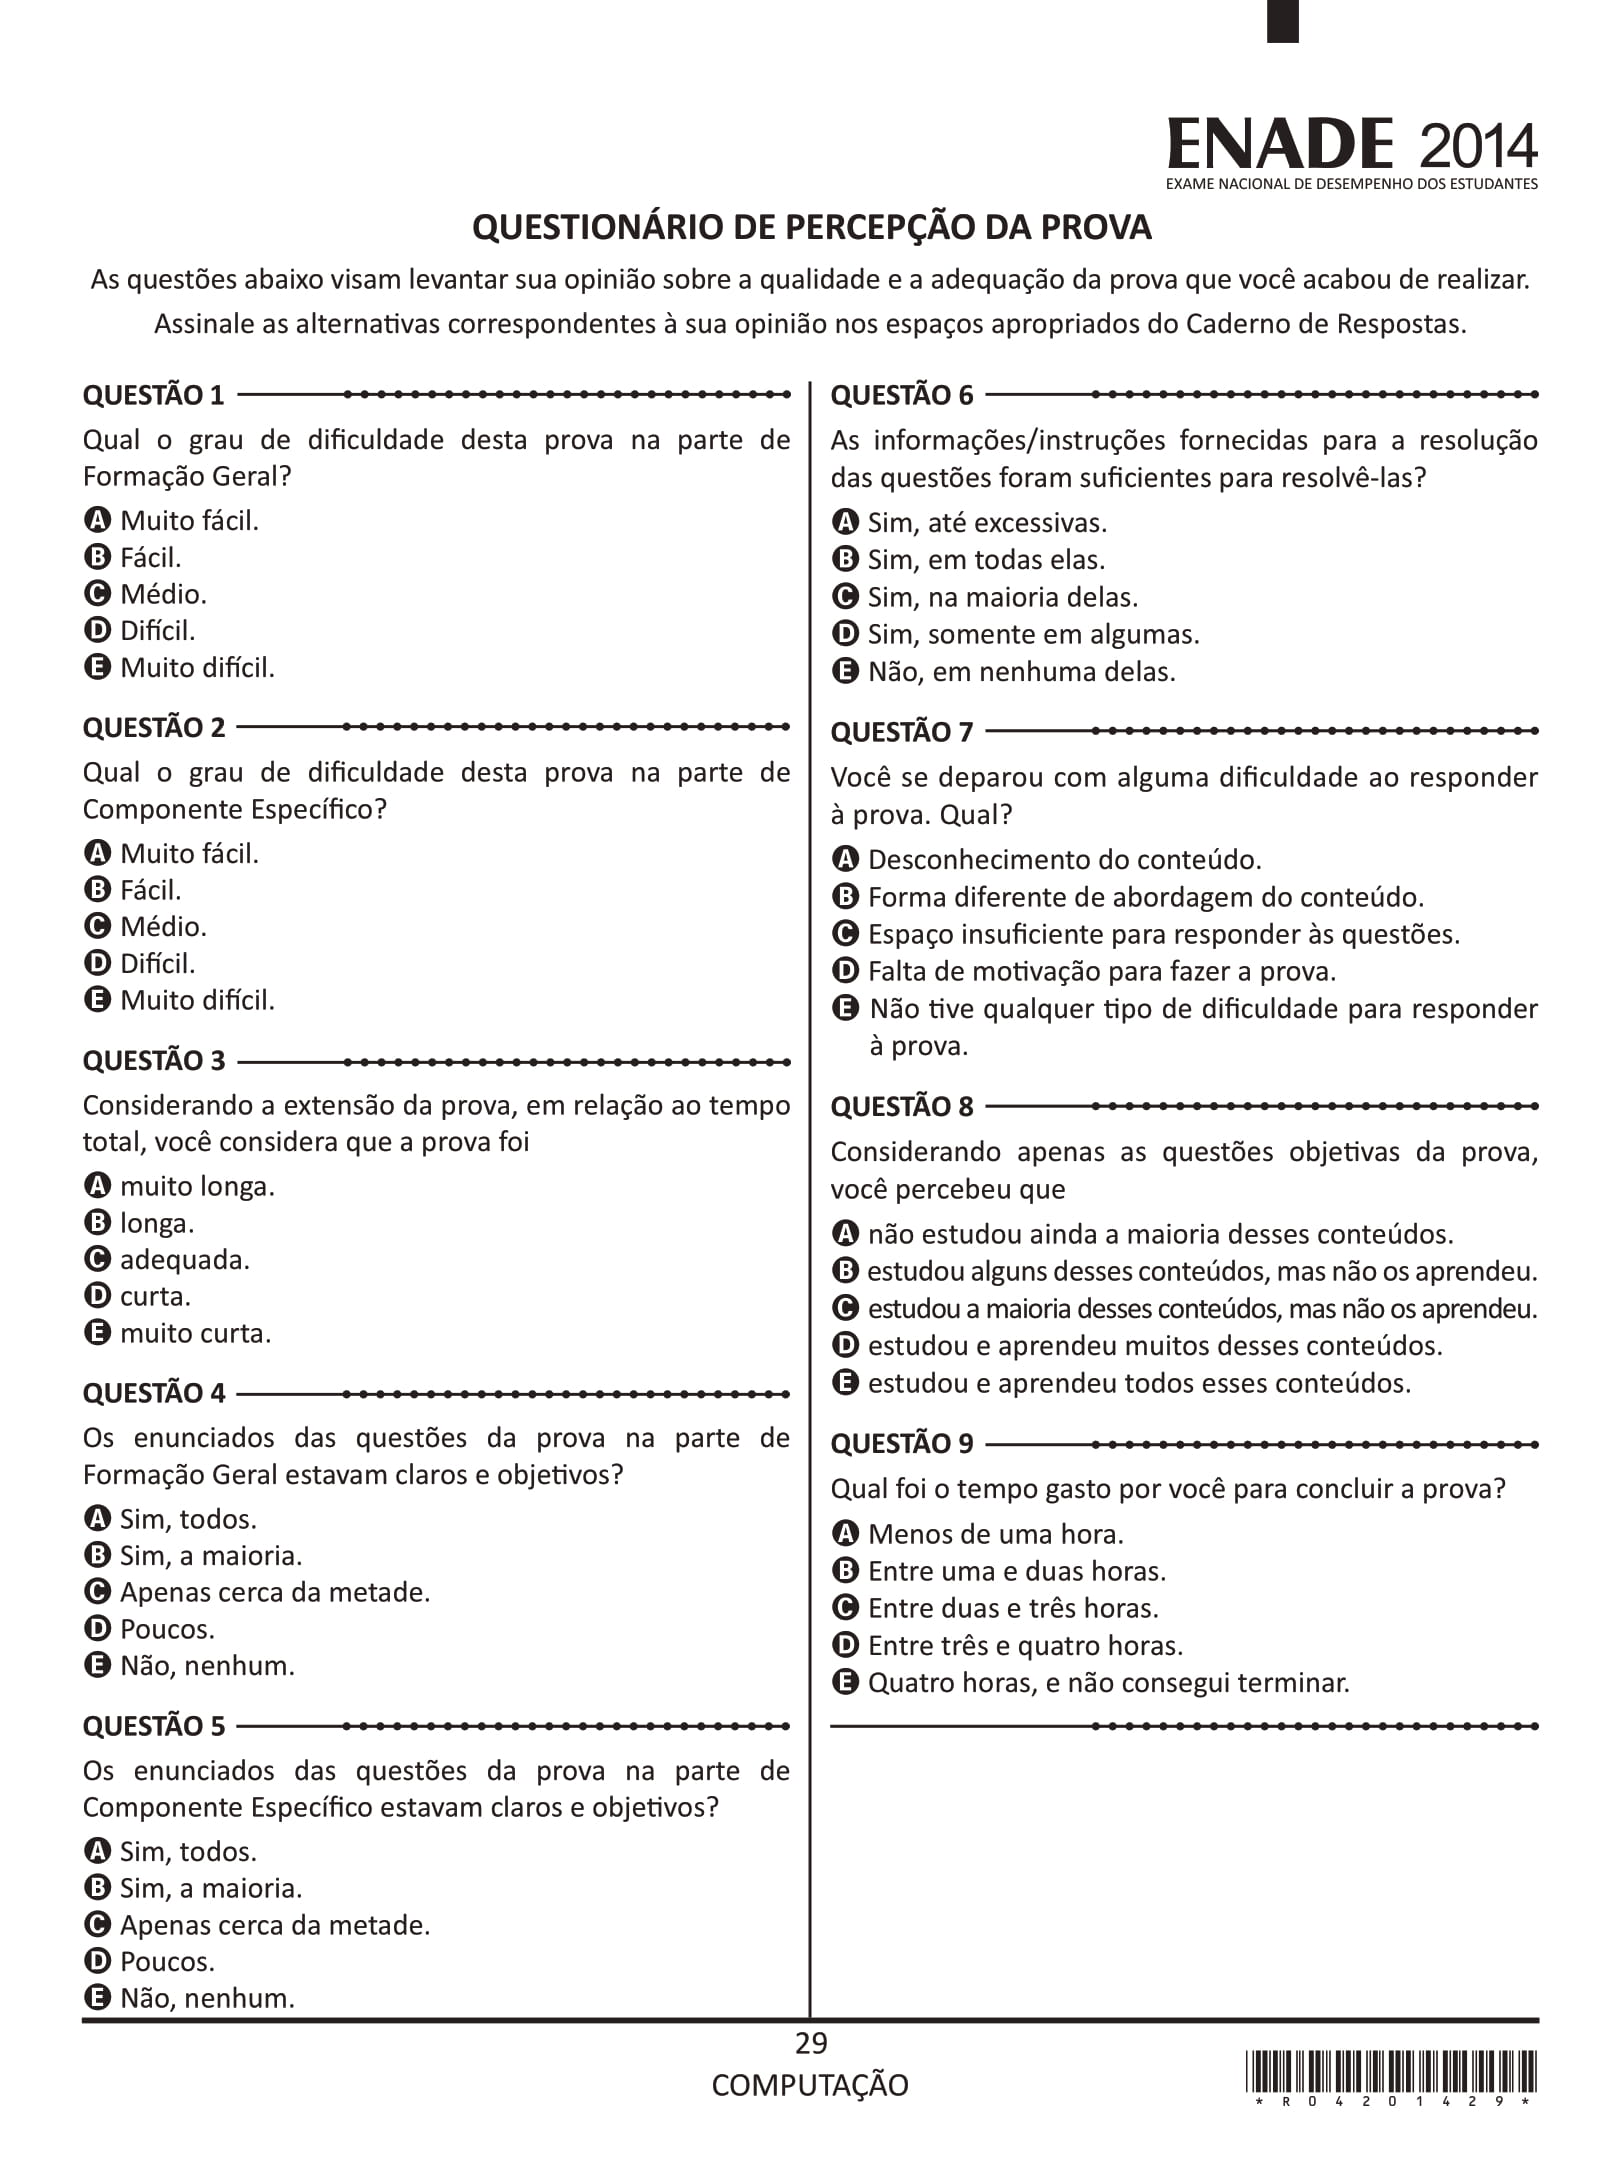 ENADE 2014
EXAME NACIONAL DE DESEMPENHO DOS ESTUDANTES
QUESTIONÁRIO DE PERCEPÇÃO DA PROVA
As questões abaixo visam levantar sua opinião sobre a qualidade e a adequação da prova que você acabou de realizar.
Assinale as alternativas correspondentes à sua opinião nos espaços apropriados do Caderno de Respostas.
QUESTÃO 1
Qual o grau de dificuldade desta prova na parte de
Formação Geral?
A Muito fácil.
B Fácil.
C Médio.
D Difícil.
E Muito difícil.
QUESTÃO 2
Qual o grau de dificuldade desta prova na parte de
Componente Específico?
A Muito fácil.
B Fácil.
C Médio.
D Difícil.
E Muito difícil.
QUESTÃO 3
Considerando a extensão da prova, em relação ao tempo
total, você considera que a prova foi
A muito longa.
B longa.
C adequada.
D curta.
E muito curta.
QUESTÃO 4
Os enunciados das questões da prova na parte de
Formação Geral estavam claros e objetivos?
A Sim, todos.
B Sim, a maioria.
C Apenas cerca da metade.
D Poucos.
E Não, nenhum.
QUESTÃO 5
Os enunciados das questões da prova na parte de
Componente Específico estavam claros e objetivos?
A Sim, todos.
B Sim, a maioria.
C Apenas cerca da metade.
D Poucos.
E Não, nenhum.
QUESTÃO 6
As informações/instruções fornecidas para a resolução
das questões foram suficientes para resolvê-las?
A Sim, até excessivas.
B Sim, em todas elas.
C Sim, na maioria delas.
D Sim, somente em algumas.
E Não, em nenhuma delas.
QUESTÃO 7
Você se deparou com alguma dificuldade ao responder
à prova. Qual?
A Desconhecimento do conteúdo.
B Forma diferente de abordagem do conteúdo.
C Espaço insuficiente para responder às questões.
D Falta de motivação para fazer a prova.
E Não tive qualquer tipo de dificuldade para responder
à prova.
QUESTÃO 8
Considerando apenas as questões objetivas da prova,
você percebeu que
A não estudou ainda a maioria desses conteúdos.
B estudou alguns desses conteúdos, mas não os aprendeu.
C estudou a maioria desses conteúdos, mas não os aprendeu.
D estudou e aprendeu muitos desses conteúdos.
E estudou e aprendeu todos esses conteúdos.
QUESTÃO 9
Qual foi o tempo gasto por você para concluir a prova?
A Menos de uma hora.
B Entre uma e duas horas.
C Entre duas e três horas.
D Entre três e quatro horas.
E Quatro horas, e não consegui terminar.
29
COMPUTAÇÃO
* R 0 4 2 0 1 4 2 9 *